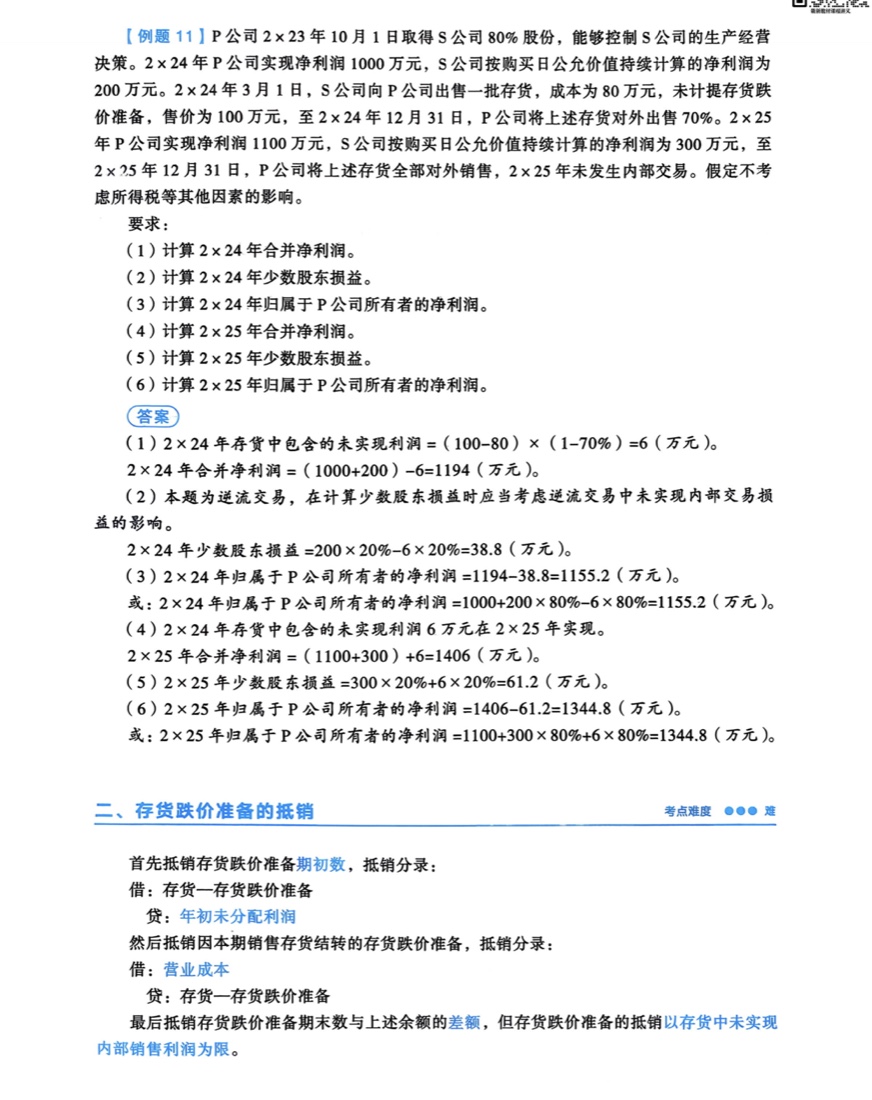 【例题 11】P 公司 2×23 年 10 月 1 日取得 S 公司 80% 股份，能够控制 S 公司的生产经营
决策。2×24 年 P 公司实现净利润 1000 万元，S 公司按购买日公允价值持续计算的净利润为
200 万元。2×24 年 3 月 1 日，S 公司向 P 公司出售一批存货，成本为 80 万元，未计提存货跌
价准备，售价为 100 万元，至 2×24 年 12 月 31 日，P 公司将上述存货对外出售 70%。2×25
年 P 公司实现净利润 1100 万元，S 公司按购买日公允价值持续计算的净利润为 300 万元，至
2×25 年 12 月 31 日，P 公司将上述存货全部对外销售，2×25 年未发生内部交易。假定不考
虑所得税等其他因素的影响。
要求：
（1）计算 2×24 年合并净利润。
（2）计算 2×24 年少数股东损益。
（3）计算 2×24 年归属于 P 公司所有者的净利润。
（4）计算 2×25 年合并净利润。
（5）计算 2×25 年少数股东损益。
（6）计算 2×25 年归属于 P 公司所有者的净利润。
答案
（1）2×24 年存货中包含的未实现利润 =（100-80）×（1-70%）=6（万元）。
2×24 年合并净利润 =（1000+200）-6=1194（万元）。
（2）本题为逆流交易，在计算少数股东损益时应当考虑逆流交易中未实现内部交易损
益的影响。
2×24 年少数股东损益 =200×20%-6×20%=38.8（万元）。
（3）2×24 年归属于 P 公司所有者的净利润 =1194-38.8=1155.2（万元）。
或：2×24 年归属于 P 公司所有者的净利润 =1000+200×80%-6×80%=1155.2（万元）。
（4）2×24 年存货中包含的未实现利润 6 万元在 2×25 年实现。
2×25 年合并净利润 =（1100+300）+6=1406（万元）。
（5）2×25 年少数股东损益 =300×20%+6×20%=61.2（万元）。
（6）2×25 年归属于 P 公司所有者的净利润 =1406-61.2=1344.8（万元）。
或：2×25 年归属于 P 公司所有者的净利润 =1100+300×80%+6×80%=1344.8（万元）。
二、存货跌价准备的抵销 考点难度 ●●● 难
首先抵销存货跌价准备期初数，抵销分录：
借：存货—存货跌价准备
贷：年初未分配利润
然后抵销因本期销售存货结转的存货跌价准备，抵销分录：
借：营业成本
贷：存货—存货跌价准备
最后抵销存货跌价准备期末数与上述余额的差额，但存货跌价准备的抵销以存货中未实现
内部销售利润为限。